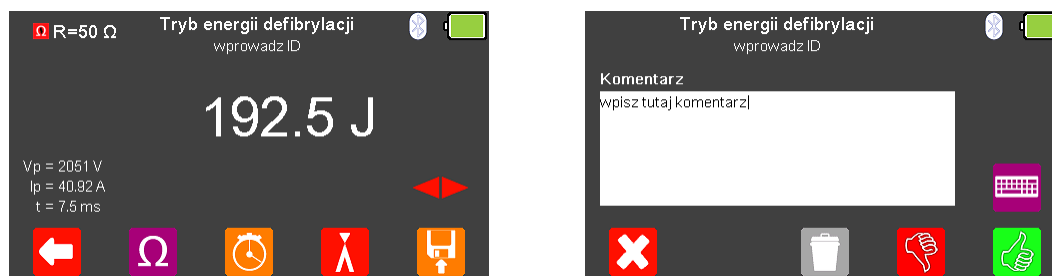 Ω R=50 Ω
Tryb energii defibrylacji
wprowadz ID
192.5 J
Vp = 2051 V
Ip = 40.92 A
t = 7.5 ms
Ω
Tryb energii defibrylacji
wprowadz ID
Komentarz
wpisz tutaj komentarz